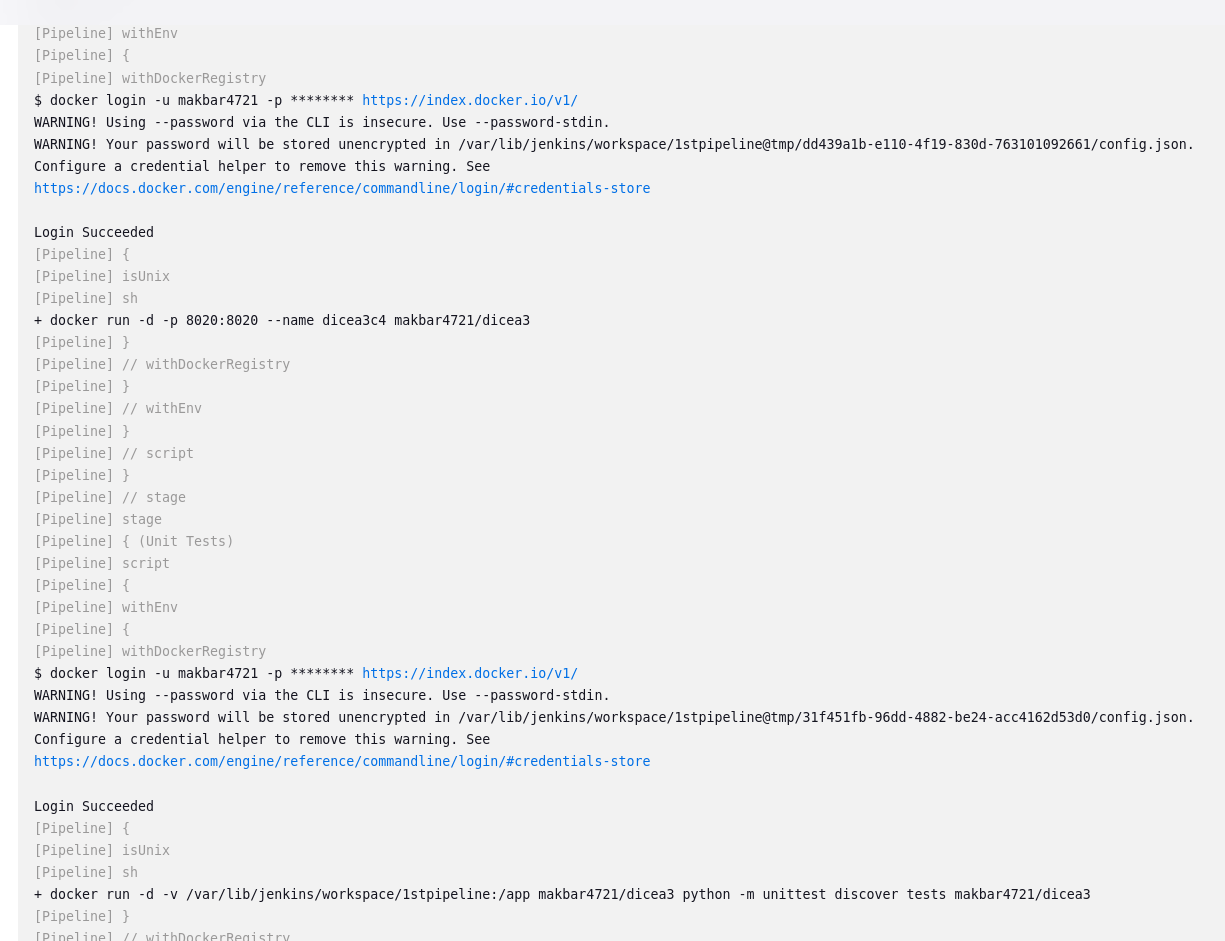 [Pipeline] withEnv
[Pipeline] {
[Pipeline] withDockerRegistry
$ docker login -u makbar4721 -p ******** https://index.docker.io/v1/
WARNING! Using --password via the CLI is insecure. Use --password-stdin.
WARNING! Your password will be stored unencrypted in /var/lib/jenkins/workspace/1stpipeline@tmp/dd439a1b-e110-4f19-830d-763101092661/config.json.
Configure a credential helper to remove this warning. See
https://docs.docker.com/engine/reference/commandline/login/#credentials-store

Login Succeeded
[Pipeline] {
[Pipeline] isUnix
[Pipeline] sh
+ docker run -d -p 8020:8020 --name dicea3c4 makbar4721/dicea3
[Pipeline] }
[Pipeline] // withDockerRegistry
[Pipeline] }
[Pipeline] // withEnv
[Pipeline] }
[Pipeline] // script
[Pipeline] }
[Pipeline] // stage
[Pipeline] stage
[Pipeline] { (Unit Tests)
[Pipeline] script
[Pipeline] {
[Pipeline] withEnv
[Pipeline] {
[Pipeline] withDockerRegistry
$ docker login -u makbar4721 -p ******** https://index.docker.io/v1/
WARNING! Using --password via the CLI is insecure. Use --password-stdin.
WARNING! Your password will be stored unencrypted in /var/lib/jenkins/workspace/1stpipeline@tmp/31f451fb-96dd-4882-be24-acc4162d53d0/config.json.
Configure a credential helper to remove this warning. See
https://docs.docker.com/engine/reference/commandline/login/#credentials-store

Login Succeeded
[Pipeline] {
[Pipeline] isUnix
[Pipeline] sh
+ docker run -d -v /var/lib/jenkins/workspace/1stpipeline:/app makbar4721/dicea3 python -m unittest discover tests makbar4721/dicea3
[Pipeline] }
[Pipeline] // withDockerRegistry